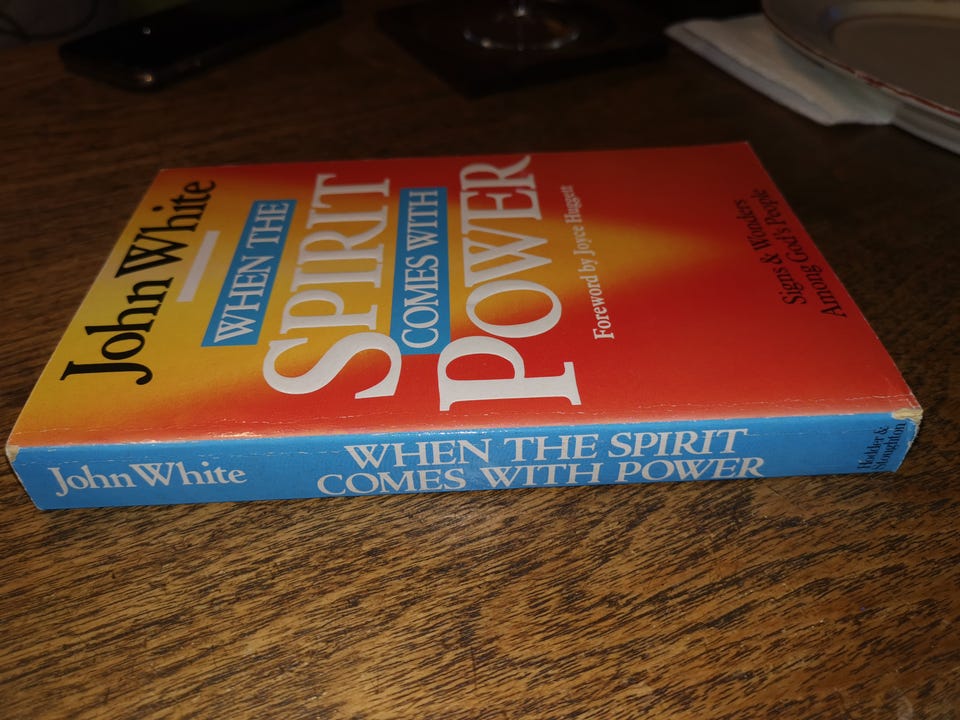 John White
WHEN THE
SPIRIT
COMES WITH
POWER
Foreword by Joyce Huggett
Signs & Wonders
Among God's People
John White
WHEN THE SPIRIT
COMES WITH POWER
Hodder &
Stoughton